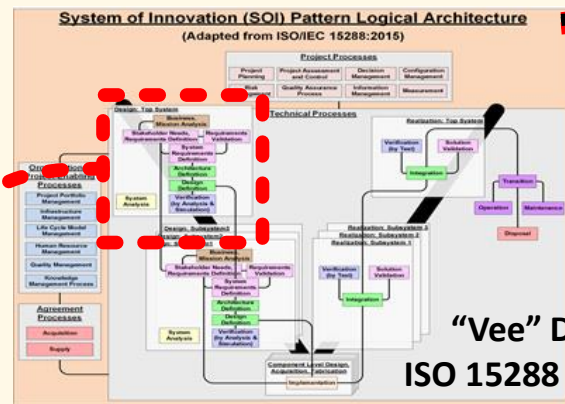 System of Innovation (SOI) Pattern Logical Architecture
(Adapted from ISO/IEC 15288:2015)
Project Processes
Project Planning
Project Assessment and Control
Decision Management
Configuration Management
Quality Assurance Process
Information Management
Measurement
Technical Processes
Design: Top System
Business, Mission Analysis
Stakeholder Needs, Requirements Definition
Requirements Validation
System Requirements Definition
Architecture Definition
Design Definition
Verification (by Analysis & Simulation)
System Analysis
Realization: Top System
Verification (by Test)
Solution Validation
Integration
Transition
Operation
Maintenance
Disposal
Processes
Project Portfolio Management
Infrastructure Management
Life Cycle Model Management
Human Resource Management
Quality Management
Knowledge Management Process
Agreement Processes
Acquisition
Supply
Design: Subsystem3
Business, Mission Analysis
Stakeholder Needs, Requirements Definition
Requirements Validation
System Requirements Definition
Architecture Definition
Design Definition
Verification (by Analysis & Simulation)
System Analysis
Realization: Subsystem 3
Realization: Subsystem 2
Realization: Subsystem 1
Verification (by Test)
Solution Validation
Integration
Component Level Design, Acquisition, Fabrication
Implementation
“Vee” D
ISO 15288